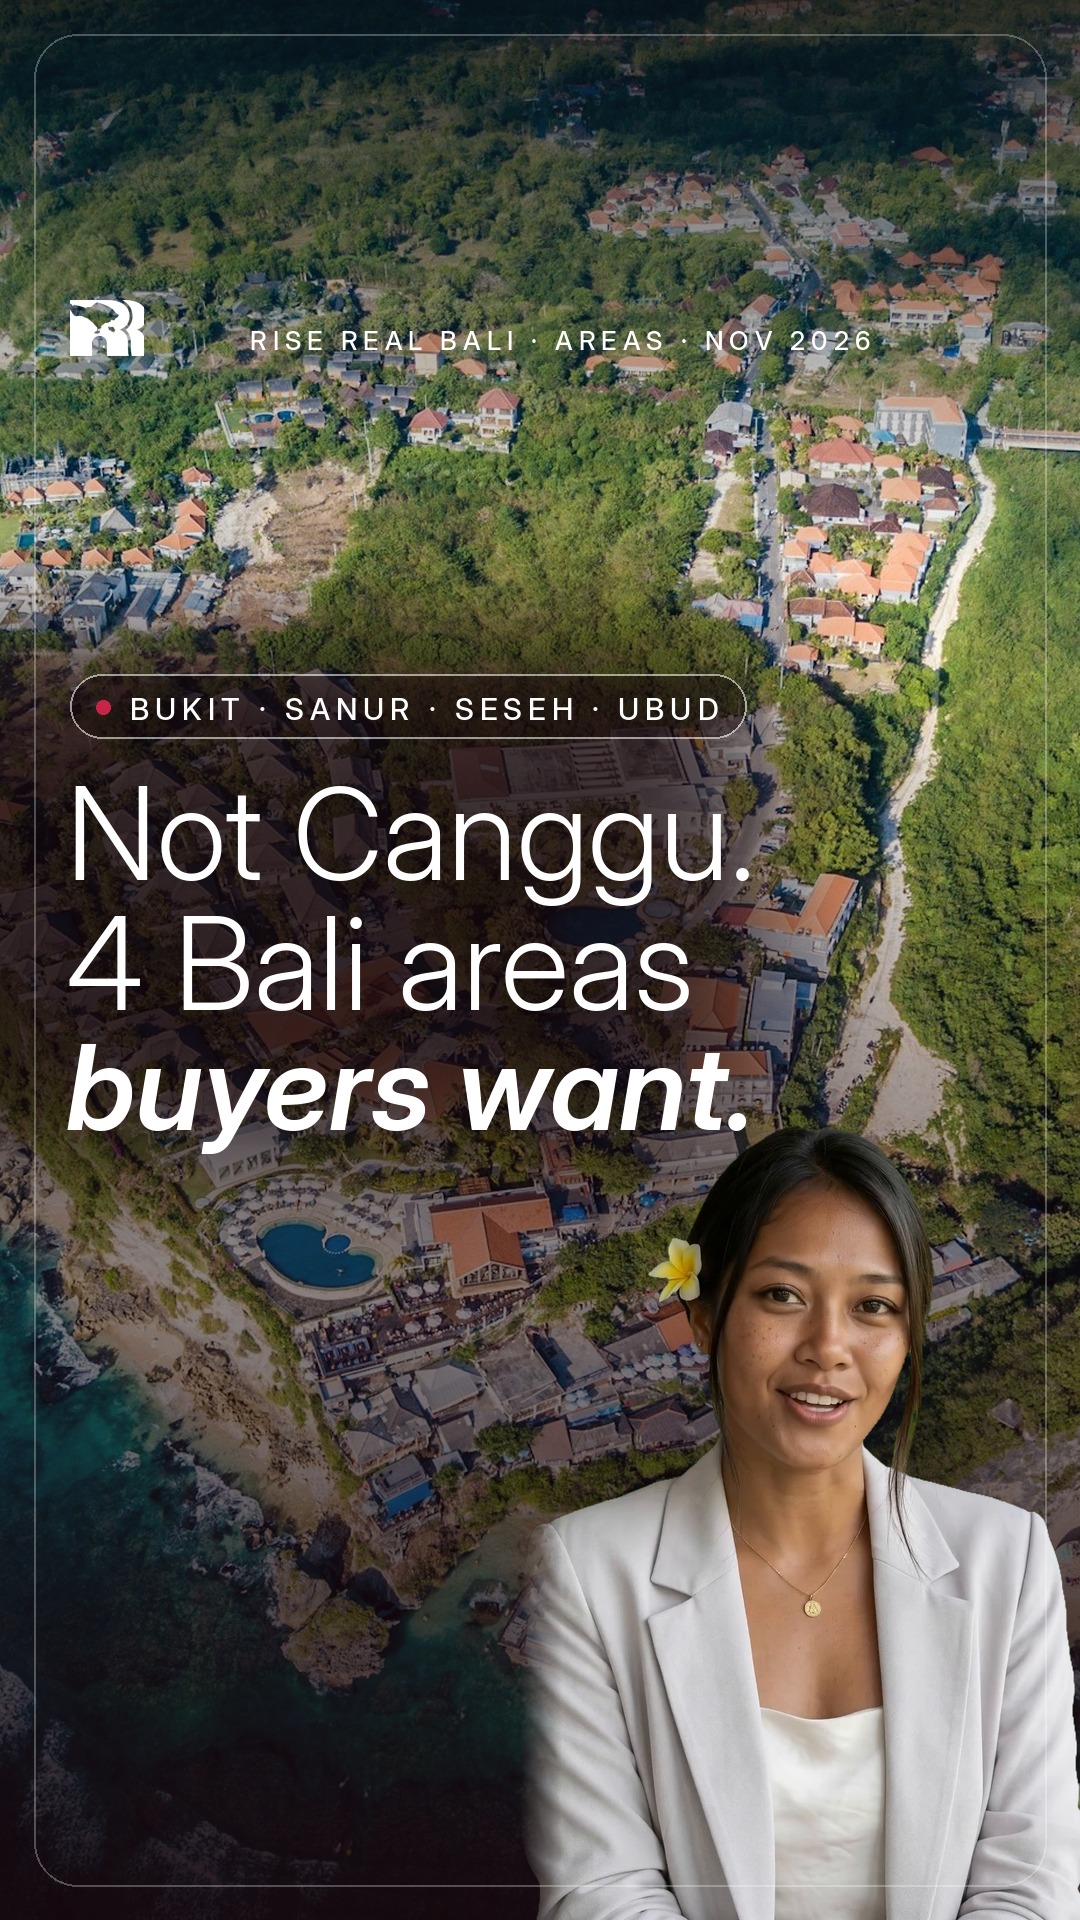 RISE REAL BALI · AREAS · NOV 2026
BUKIT · SANUR · SESEH · UBUD
Not Canggu.
4 Bali areas
buyers want.